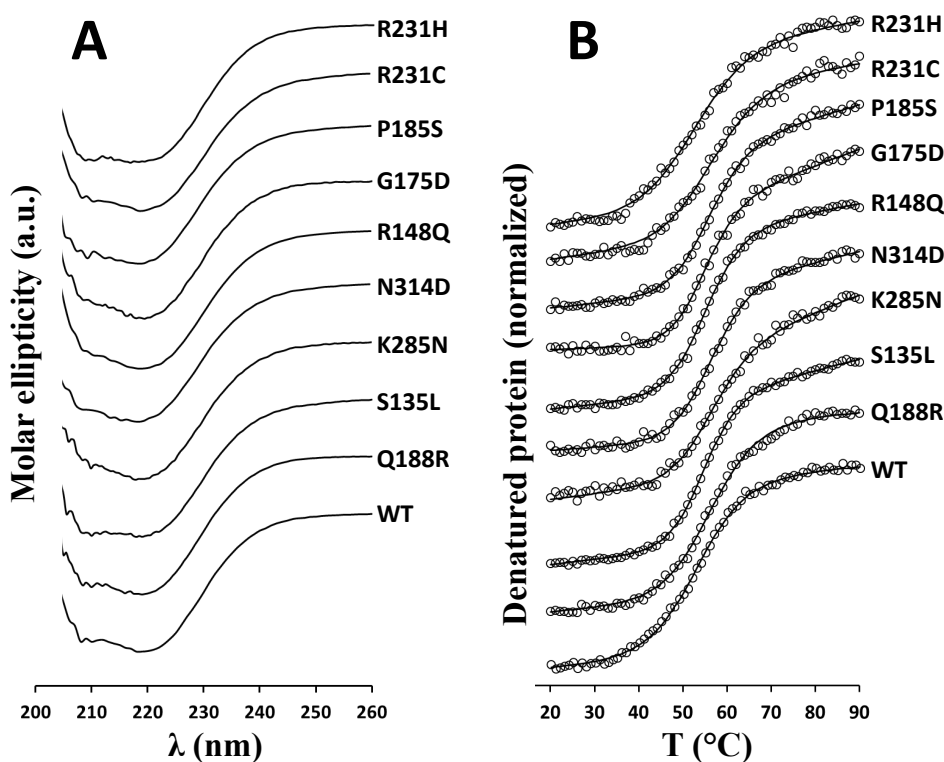 A
Molar ellipticity (a.u.)
R231H
R231C
P185S
G175D
R148Q
N314D
K285N
S135L
Q188R
WT
200 210 220 230 240 250 260
λ (nm)
B
Denatured protein (normalized)
R231H
R231C
P185S
G175D
R148Q
N314D
K285N
S135L
Q188R
WT
20 30 40 50 60 70 80 90
T (°C)